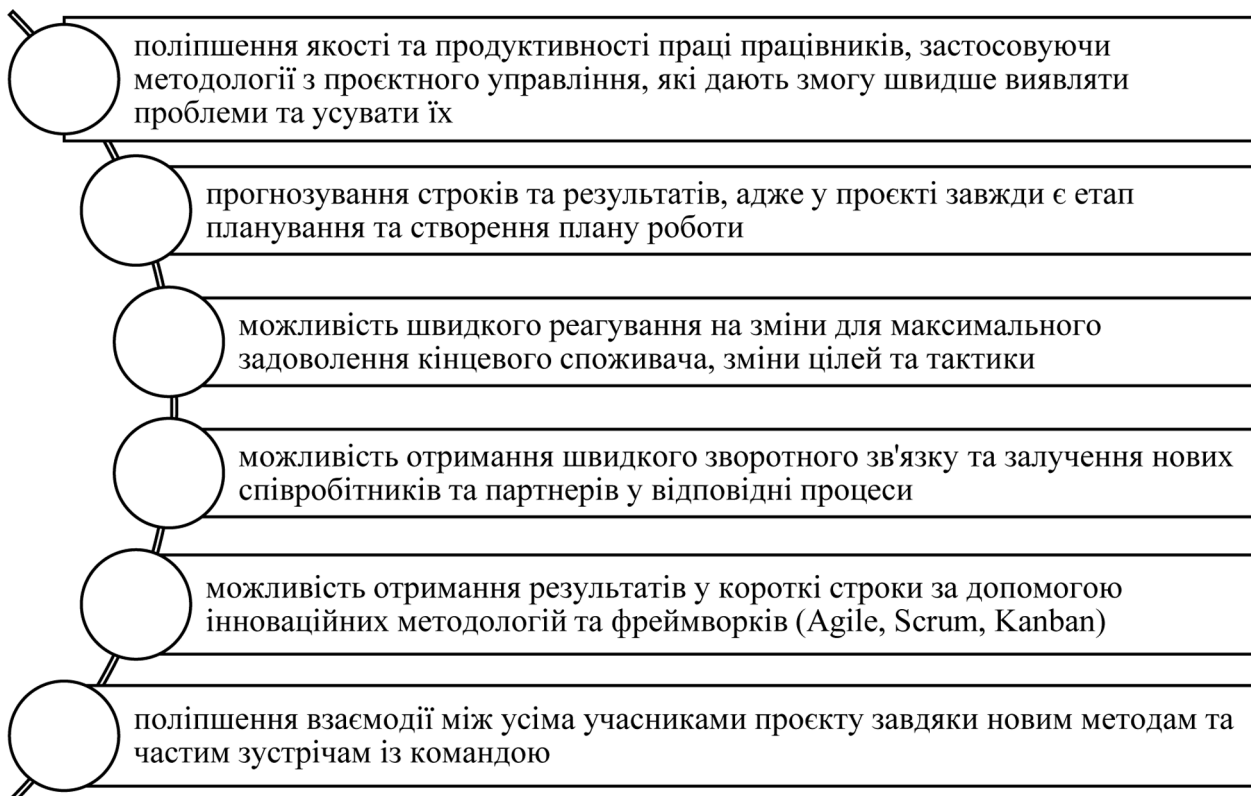 поліпшення якості та продуктивності праці працівників, застосовуючи
методології з проєктного управління, які дають змогу швидше виявляти
проблеми та усувати їх
прогнозування строків та результатів, адже у проєкті завжди є етап
планування та створення плану роботи
можливість швидкого реагування на зміни для максимального
задоволення кінцевого споживача, зміни цілей та тактики
можливість отримання швидкого зворотного зв'язку та залучення нових
співробітників та партнерів у відповідні процеси
можливість отримання результатів у короткі строки за допомогою
інноваційних методологій та фреймворків (Agile, Scrum, Kanban)
поліпшення взаємодії між усіма учасниками проєкту завдяки новим методам та
частим зустрічам із командою